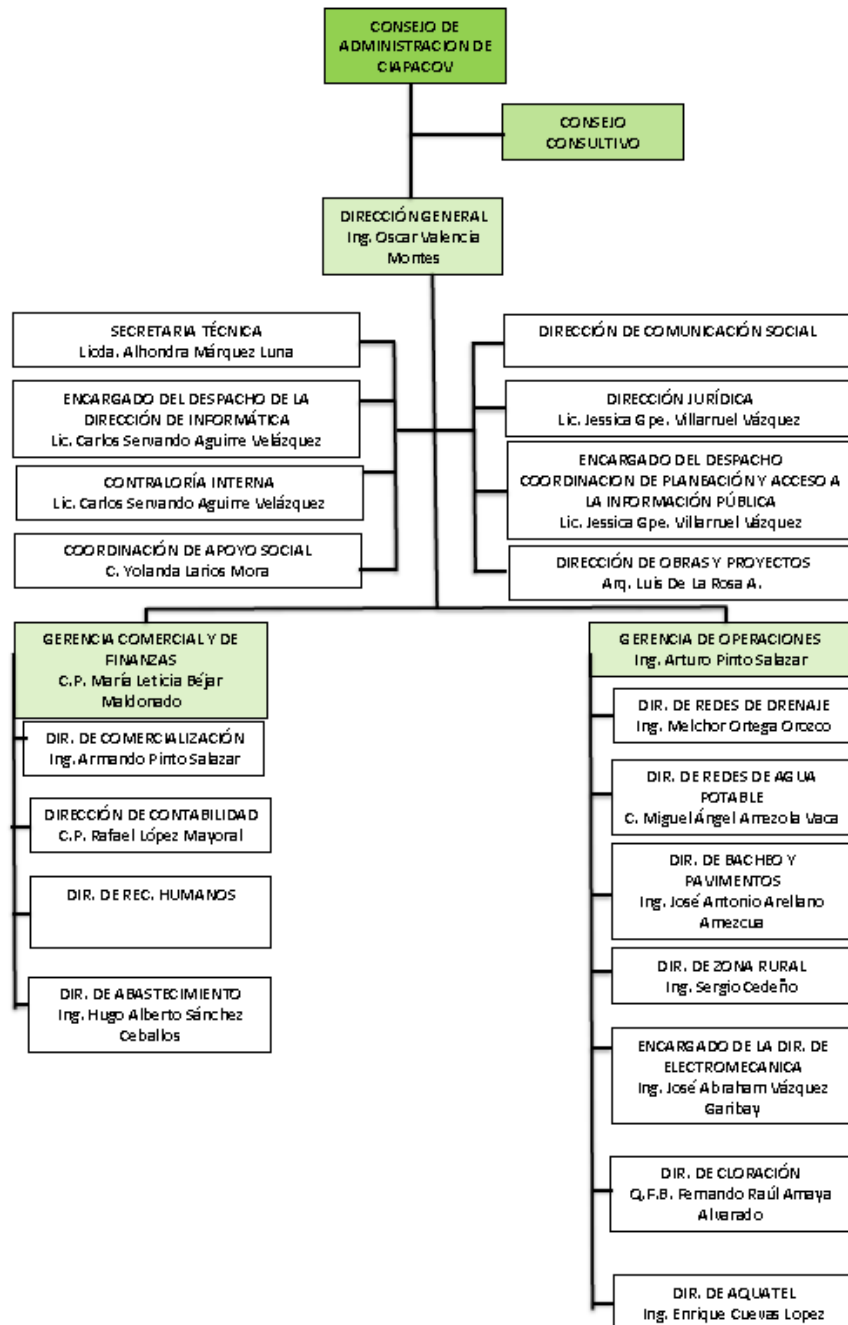 CONSEJO DE
ADMINISTRACION DE
CIAPACOV
CONSEJO
CONSULTIVO
DIRECCIÓN GENERAL
Ing. Oscar Valencia
Montes
SECRETARIA TÉCNICA
Licda. Alhondra Márquez Luna
DIRECCIÓN DE COMUNICACIÓN SOCIAL
ENCARGADO DEL DESPACHO DE LA
DIRECCIÓN DE INFORMÁTICA
Lic. Carlos Servando Aguirre Velázquez
DIRECCIÓN JURÍDICA
Lic. Jessica Gpe. Villarruel Vázquez
CONTRALORÍA INTERNA
Lic. Carlos Servando Aguirre Velázquez
ENCARGADO DEL DESPACHO
COORDINACION DE PLANEACIÓN Y ACCESO A
LA INFORMACIÓN PÚBLICA
Lic. Jessica Gpe. Villarruel Vázquez
COORDINACIÓN DE APOYO SOCIAL
C. Yolanda Larios Mora
DIRECCIÓN DE OBRAS Y PROYECTOS
Arq. Luis De La Rosa A.
GERENCIA COMERCIAL Y DE
FINANZAS
C.P. María Leticia Béjar
Maldonado
DIR. DE COMERCIALIZACIÓN
Ing. Armando Pinto Salazar
DIRECCIÓN DE CONTABILIDAD
C.P. Rafael López Mayoral
DIR. DE REC. HUMANOS
DIR. DE ABASTECIMIENTO
Ing. Hugo Alberto Sánchez
Ceballos
GERENCIA DE OPERACIONES
Ing. Arturo Pinto Salazar
DIR. DE REDES DE DRENAJE
Ing. Melchor Ortega Orozco
DIR. DE REDES DE AGUA
POTABLE
C. Miguel Ángel Arrezola Vaca
DIR. DE BACHEO Y
PAVIMENTOS
Ing. José Antonio Arellano
Amezcua
DIR. DE ZONA RURAL
Ing. Sergio Cedeño
ENCARGADO DE LA DIR. DE
ELECTROMECANICA
Ing. José Abraham Vázquez
Garibay
DIR. DE CLORACIÓN
Q.F.B. Fernando Raúl Amaya
Alvarado
DIR. DE AQUATEL
Ing. Enrique Cuevas Lopez